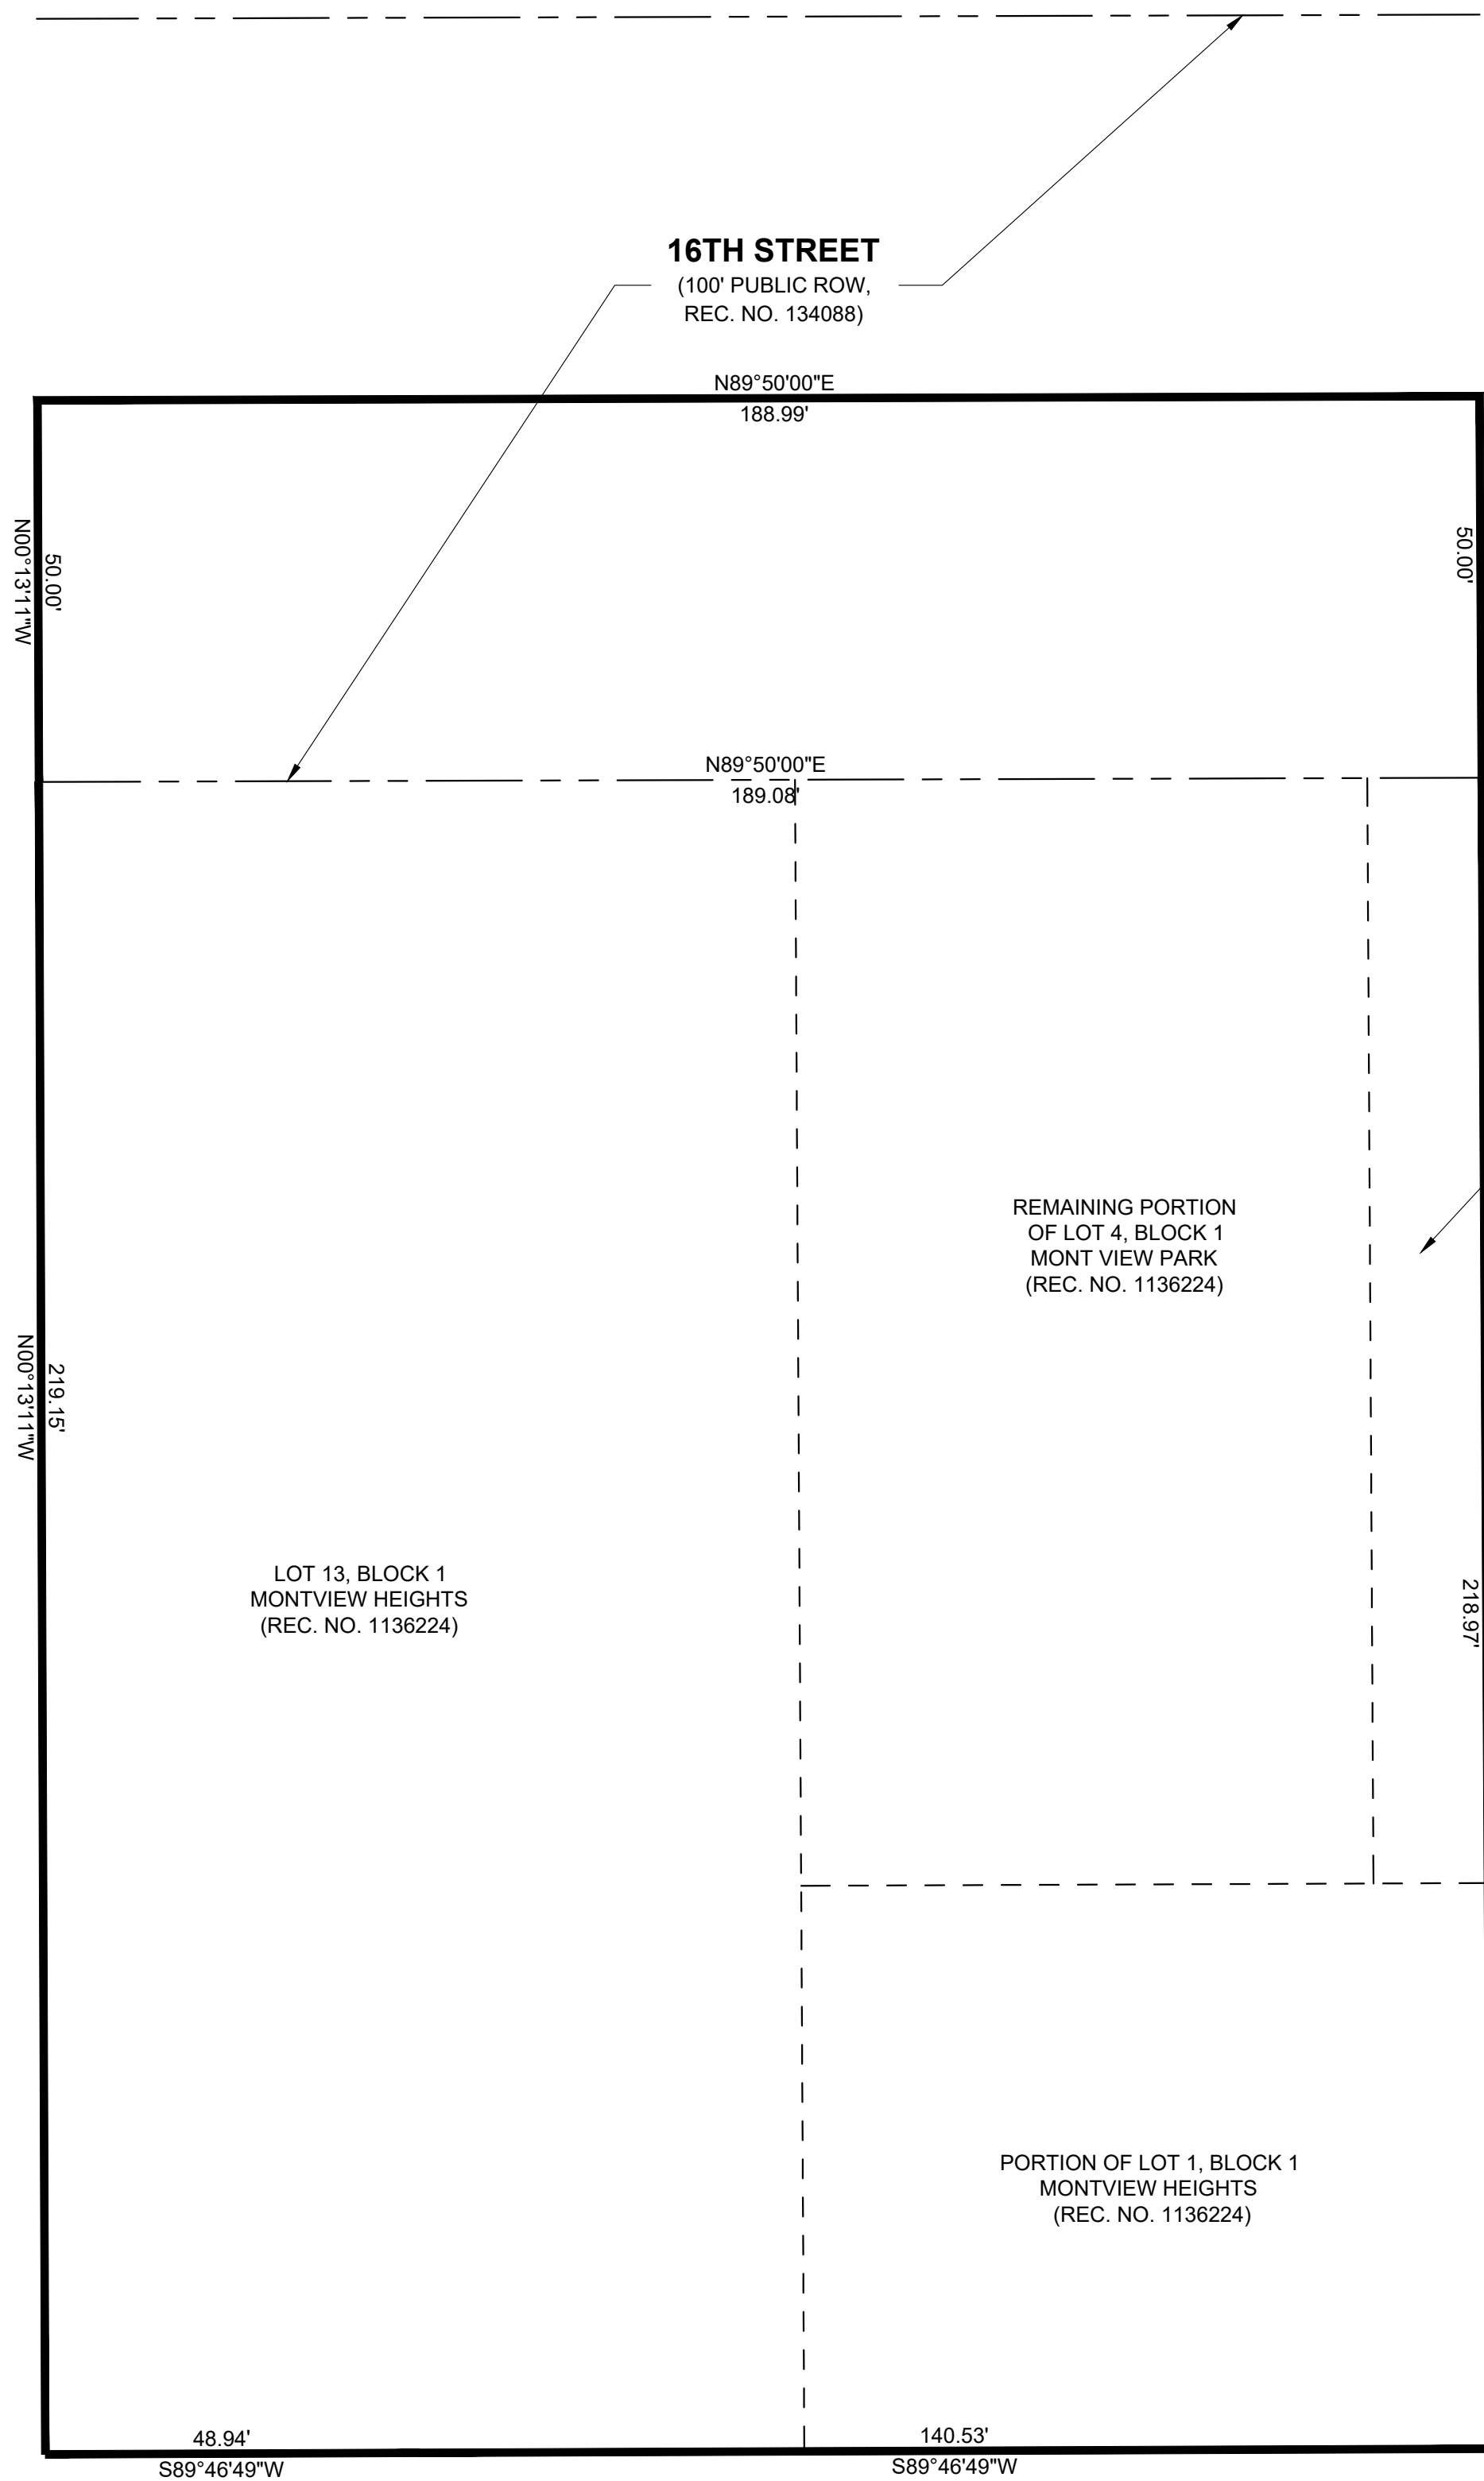 16TH STREET
(100' PUBLIC ROW,
REC. NO. 134088)
N89°50'00"E
188.99'
N00°13'11"W
50.00'
50.00'
N89°50'00"E
189.08'
REMAINING PORTION
OF LOT 4, BLOCK 1
MONT VIEW PARK
(REC. NO. 1136224)
N00°13'11"W
219.15'
LOT 13, BLOCK 1
MONTVIEW HEIGHTS
(REC. NO. 1136224)
218.97'
PORTION OF LOT 1, BLOCK 1
MONTVIEW HEIGHTS
(REC. NO. 1136224)
48.94'
S89°46'49"W
140.53'
S89°46'49"W